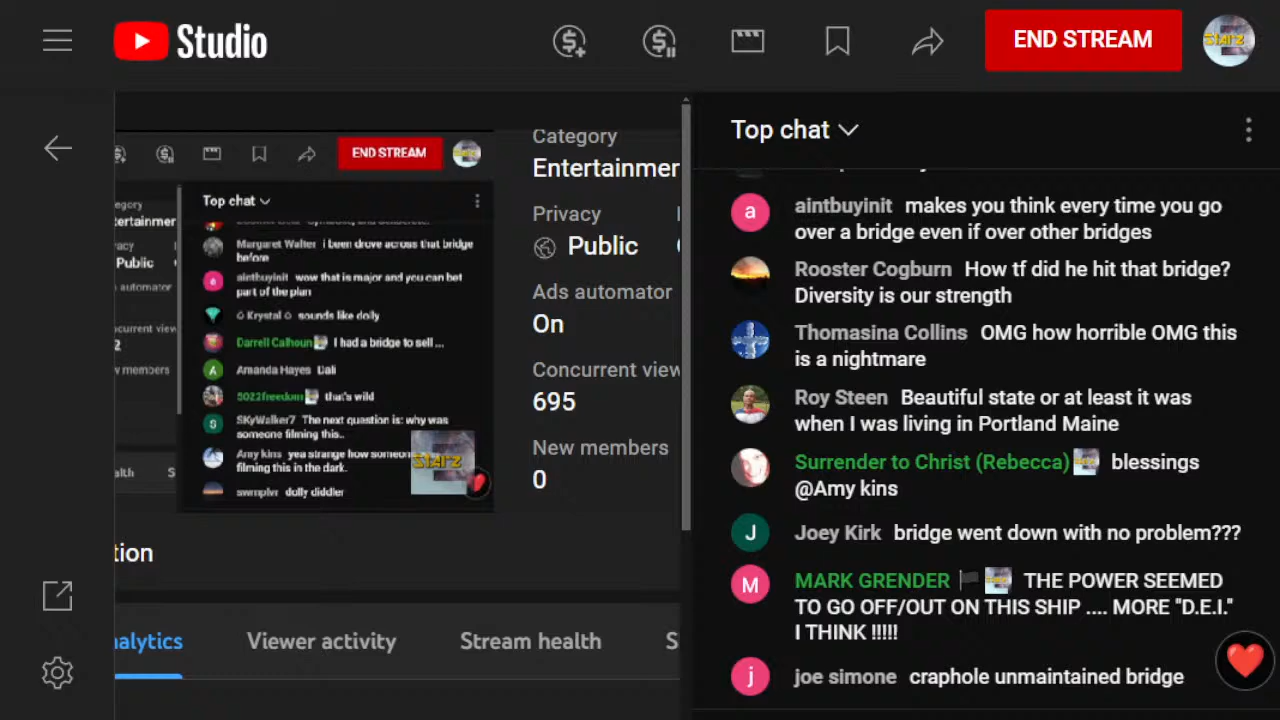 Studio
END STREAM
Starz
END STREAM
Top chat
Margaret Walter i been drove across that bridge
before
aintbuyinit wow that is major and you can bet
part of the plan
Krystal sounds like dolly
Darrell Calhoun I had a bridge to sell ...
Amanda Hayes Dali
5022freedom that's wild
SKyWalker7 The next question is: why was
someone filming this..
Amy kins yea strange how someon
filming this in the dark.
swmplvr dolly diddler
Category
Entertainmer
Privacy
Public
Ads automator
On
Concurrent view
695
New members
0
tion
nalytics
Viewer activity
Stream health
S
Top chat
aintbuyinit makes you think every time you go
over a bridge even if over other bridges
Rooster Cogburn How tf did he hit that bridge?
Diversity is our strength
Thomasina Collins OMG how horrible OMG this
is a nightmare
Roy Steen Beautiful state or at least it was
when I was living in Portland Maine
Surrender to Christ (Rebecca) blessings
@Amy kins
Joey Kirk bridge went down with no problem???
MARK GRENDER THE POWER SEEMED
TO GO OFF/OUT ON THIS SHIP .... MORE "D.E.I."
I THINK !!!!!
joe simone craphole unmaintained bridge